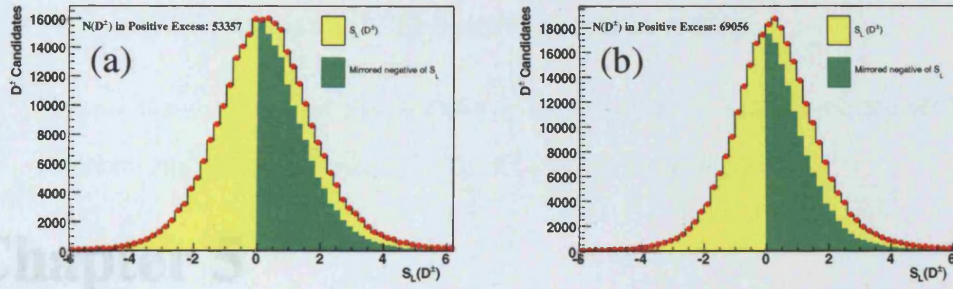 N(D±) in Positive Excess: 53357
S_L (D±)
Mirrored negative of S_L
(a)
D± Candidates
16000
14000
12000
10000
8000
6000
4000
2000
0
-4 -2 0 2 4 6
S_L(D±)
N(D±) in Positive Excess: 69056
S_L (D±)
Mirrored negative of S_L
(b)
D± Candidates
18000
16000
14000
12000
10000
8000
6000
4000
2000
0
-6 -4 -2 0 2 4 6
S_L(D±)
Chapter 5